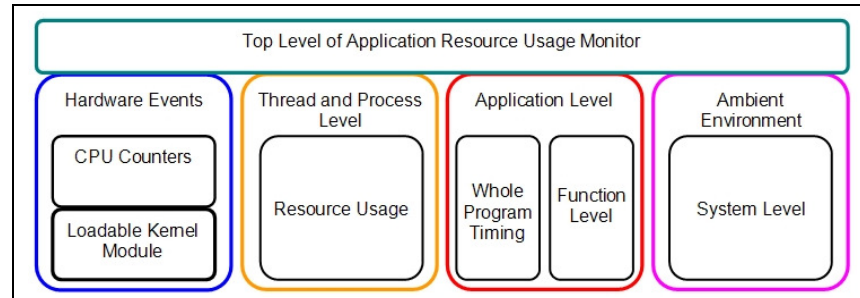 Top Level of Application Resource Usage Monitor
Hardware Events
CPU Counters
Loadable Kernel
Module
Thread and Process
Level
Resource Usage
Application Level
Whole
Program
Timing
Function
Level
Ambient
Environment
System Level